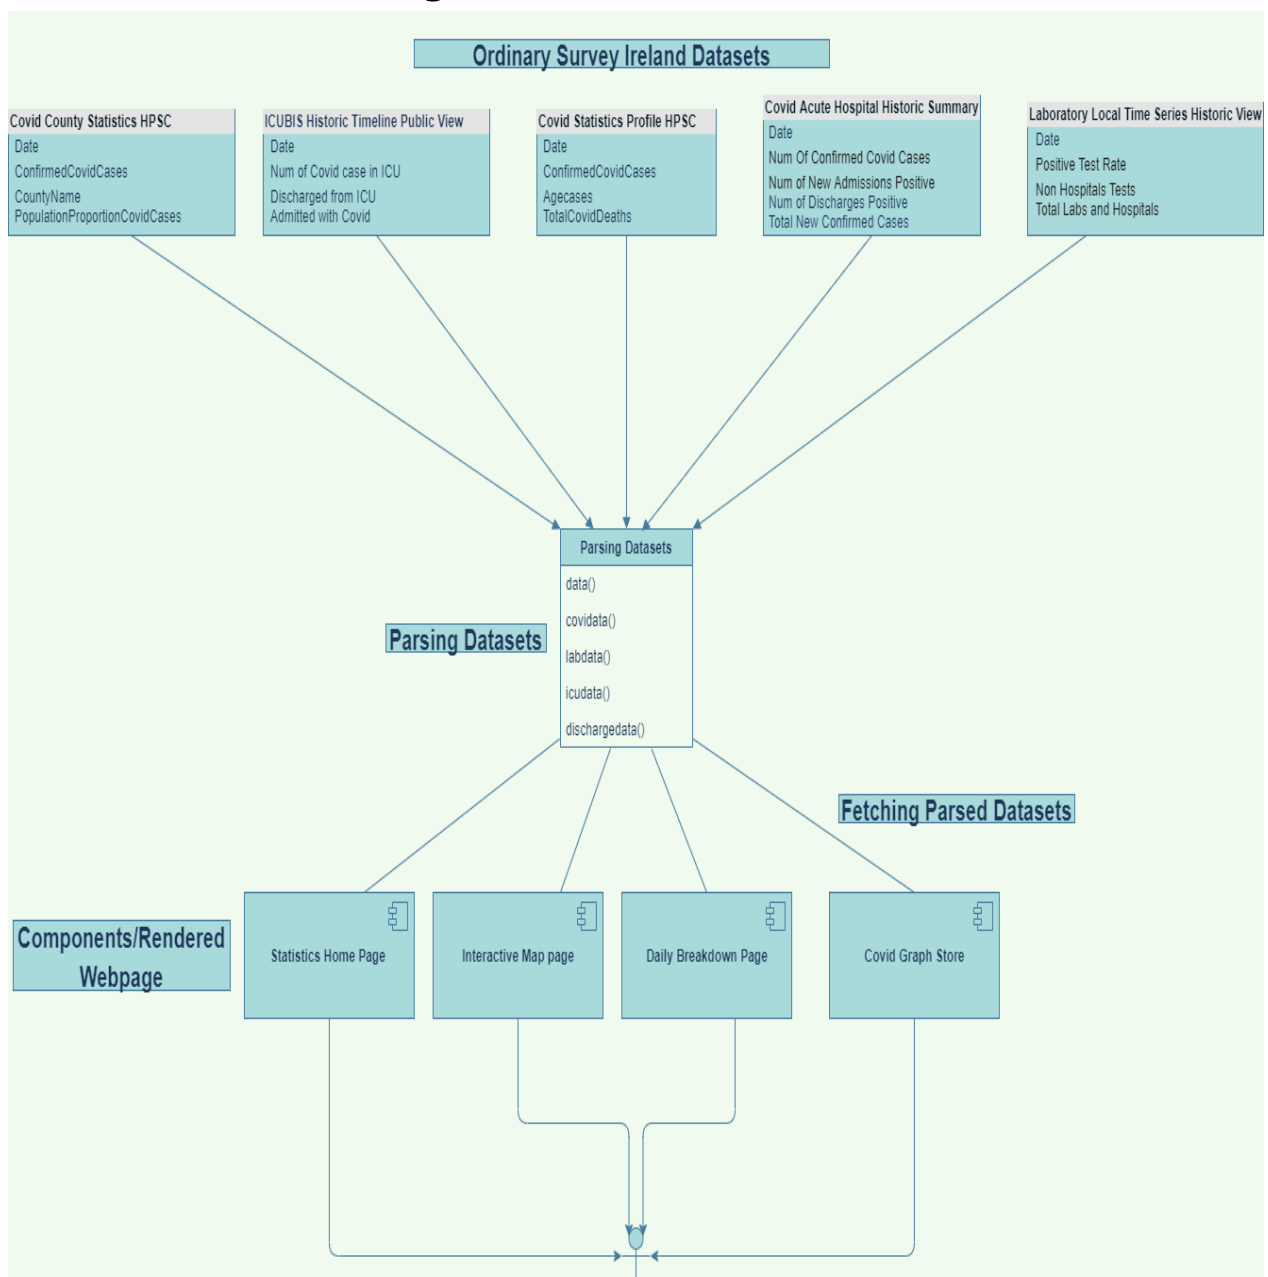 Ordinary Survey Ireland Datasets
Covid County Statistics HPSC
Date
ConfirmedCovidCases
CountyName
PopulationProportionCovidCases
ICUBIS Historic Timeline Public View
Date
Num of Covid case in ICU
Discharged from ICU
Admitted with Covid
Covid Statistics Profile HPSC
Date
ConfirmedCovidCases
Agecases
TotalCovidDeaths
Covid Acute Hospital Historic Summary
Date
Num Of Confirmed Covid Cases
Num of New Admissions Positive
Num of Discharges Positive
Total New Confirmed Cases
Laboratory Local Time Series Historic View
Date
Positive Test Rate
Non Hospitals Tests
Total Labs and Hospitals
Parsing Datasets
data()
covidata()
labdata()
icudata()
dischargedata()
Parsing Datasets
Fetching Parsed Datasets
Components/Rendered
Webpage
Statistics Home Page
Interactive Map page
Daily Breakdown Page
Covid Graph Store